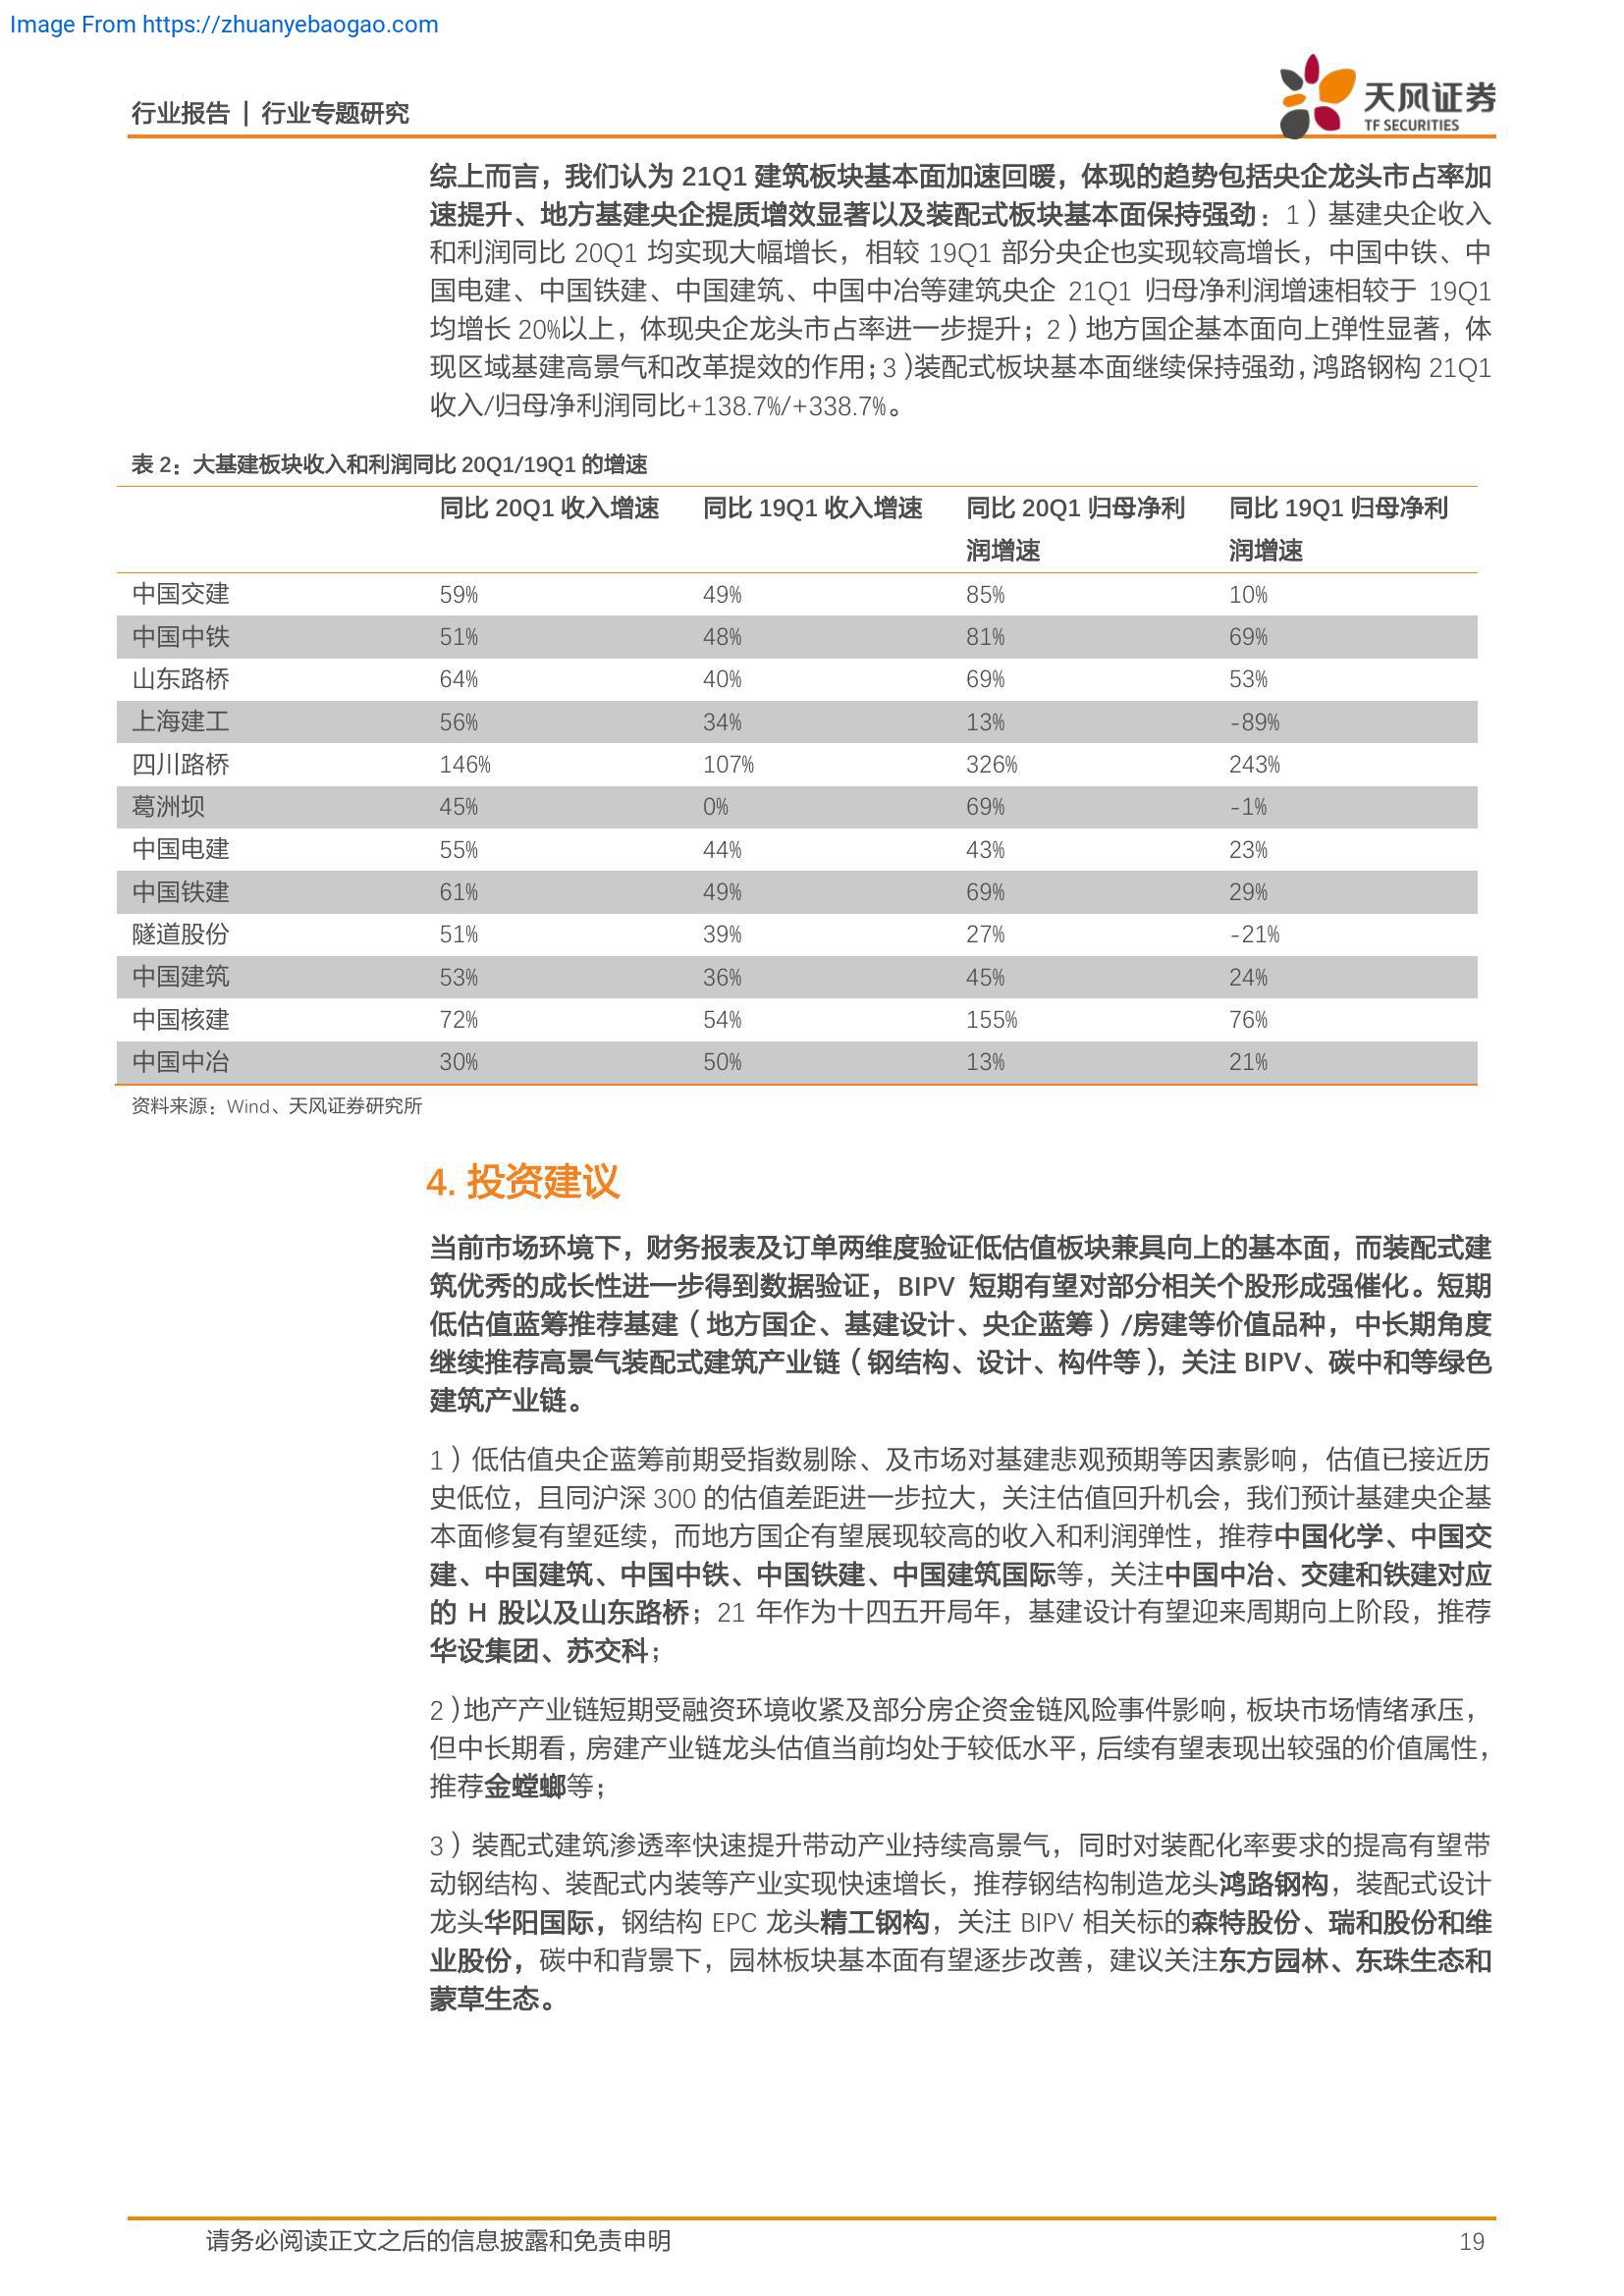 Image From https://zhuanyebaogao.com
行业报告 | 行业专题研究
天风证券
TF SECURITIES
综上而言，我们认为 21Q1 建筑板块基本面加速回暖，体现的趋势包括央企龙头市占率加
速提升、地方基建央企提质增效显著以及装配式板块基本面保持强劲：1）基建央企收入
和利润同比 20Q1 均实现大幅增长，相较 19Q1 部分央企也实现较高增长，中国中铁、中
国电建、中国铁建、中国建筑、中国中冶等建筑央企 21Q1 归母净利润增速相较于 19Q1
均增长 20%以上，体现央企龙头市占率进一步提升；2）地方国企基本面向上弹性显著，体
现区域基建高景气和改革提效的作用；3）装配式板块基本面继续保持强劲，鸿路钢构 21Q1
收入/归母净利润同比+138.7%/+338.7%。
表 2：大基建板块收入和利润同比 20Q1/19Q1 的增速
同比 20Q1 收入增速 同比 19Q1 收入增速 同比 20Q1 归母净利 同比 19Q1 归母净利
润增速 润增速
中国交建 59% 49% 85% 10%
中国中铁 51% 48% 81% 69%
山东路桥 64% 40% 69% 53%
上海建工 56% 34% 13% -89%
四川路桥 146% 107% 326% 243%
葛洲坝 45% 0% 69% -1%
中国电建 55% 44% 43% 23%
中国铁建 61% 49% 69% 29%
隧道股份 51% 39% 27% -21%
中国建筑 53% 36% 45% 24%
中国核建 72% 54% 155% 76%
中国中冶 30% 50% 13% 21%
资料来源：Wind、天风证券研究所
4. 投资建议
当前市场环境下，财务报表及订单两维度验证低估值板块兼具向上的基本面，而装配式建
筑优秀的成长性进一步得到数据验证，BIPV 短期有望对部分相关个股形成强催化。短期
低估值蓝筹推荐基建（地方国企、基建设计、央企蓝筹）/房建等价值品种，中长期角度
继续推荐高景气装配式建筑产业链（钢结构、设计、构件等），关注 BIPV、碳中和等绿色
建筑产业链。
1）低估值央企蓝筹前期受指数剔除、及市场对基建悲观预期等因素影响，估值已接近历
史低位，且同沪深 300 的估值差距进一步拉大，关注估值回升机会，我们预计基建央企基
本面修复有望延续，而地方国企有望展现较高的收入和利润弹性，推荐中国化学、中国交
建、中国建筑、中国中铁、中国铁建、中国建筑国际等，关注中国中冶、交建和铁建对应
的 H 股以及山东路桥；21 年作为十四五开局年，基建设计有望迎来周期向上阶段，推荐
华设集团、苏交科；
2）地产产业链短期受融资环境收紧及部分房企资金链风险事件影响，板块市场情绪承压，
但中长期看，房建产业链龙头估值当前均处于较低水平，后续有望表现出较强的价值属性，
推荐金螳螂等；
3）装配式建筑渗透率快速提升带动产业持续高景气，同时对装配化率要求的提高有望带
动钢结构、装配式内装等产业实现快速增长，推荐钢结构制造龙头鸿路钢构，装配式设计
龙头华阳国际，钢结构 EPC 龙头精工钢构，关注 BIPV 相关标的森特股份、瑞和股份和维
业股份，碳中和背景下，园林板块基本面有望逐步改善，建议关注东方园林、东珠生态和
蒙草生态。
请务必阅读正文之后的信息披露和免责申明 19